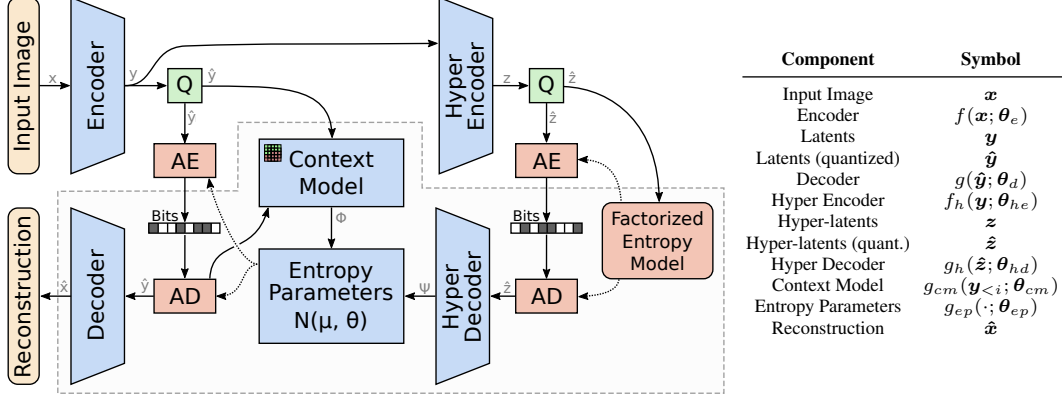 Input Image
x
Encoder
y
Q
ŷ
ŷ
Hyper
Encoder
z
Q
ẑ
ẑ
AE
Context
Model
AE
Bits
Φ
Bits
Factorized
Entropy
Model
Reconstruction
x̂
Decoder
ŷ
AD
Entropy
Parameters
N(μ, θ)
Ψ
Hyper
Decoder
ẑ
AD
Component Symbol
Input Image x
Encoder f(x; θe)
Latents y
Latents (quantized) ŷ
Decoder g(ŷ; θd)
Hyper Encoder fh(y; θhe)
Hyper-latents z
Hyper-latents (quant.) ẑ
Hyper Decoder gh(ẑ; θhd)
Context Model gcm(y<i; θcm)
Entropy Parameters gep(·; θep)
Reconstruction x̂